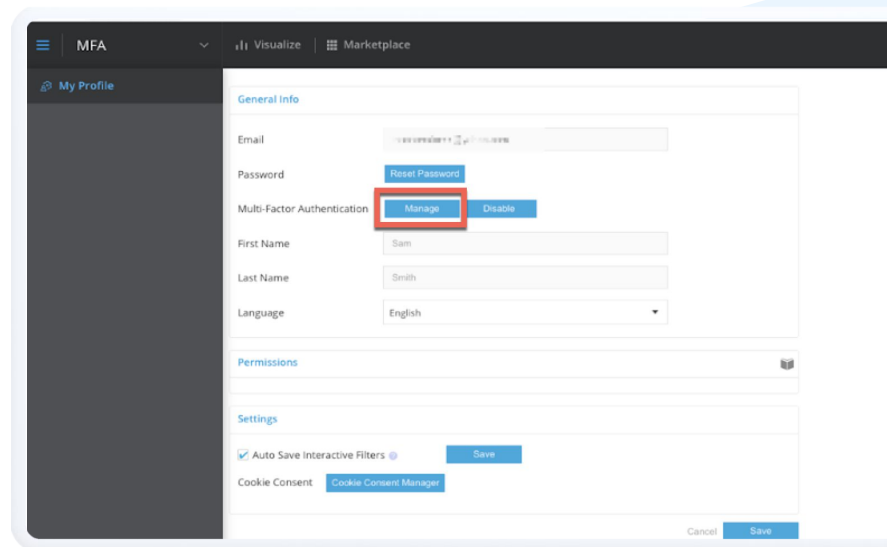 MFA
Visualize
Marketplace
My Profile
General Info
Email
Password Reset Password
Multi-Factor Authentication Manage Disable
First Name Sam
Last Name Smith
Language English
Permissions
Settings
Auto Save Interactive Filters Save
Cookie Consent Cookie Consent Manager
Cancel Save